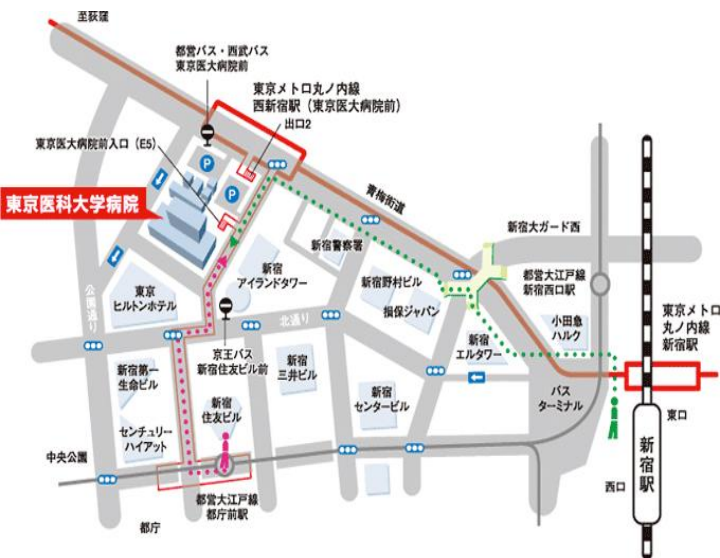 至荻窪
都営バス・西武バス
東京医大病院前
東京メトロ丸ノ内線
西新宿駅（東京医大病院前）
出口2
東京医大病院前入口（E5）
P
P
東京医科大学病院
青梅街道
新宿大ガード西
新宿警察署
新宿
アイランドタワー
新宿野村ビル
都営大江戸線
新宿西口駅
損保ジャパン
東京
ヒルトンホテル
公園通り
北通り
小田急
ハルク
東京メトロ
丸ノ内線
新宿駅
新宿
エルタワー
京王バス
新宿住友ビル前
新宿第一
生命ビル
新宿
三井ビル
新宿
住友ビル
新宿
センタービル
バス
ターミナル
東口
センチュリー
ハイアット
中央公園
新宿駅
西口
都営大江戸線
都庁前駅
都庁